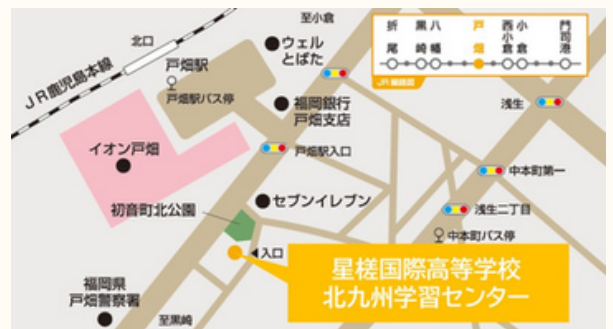 至小倉
北口
ウェル
とばた
戸畑駅
JR鹿児島本線
戸畑駅バス停
福岡銀行
戸畑支店
折尾
黒崎
八幡
戸畑
西小倉
小倉
門司港
JR路線図
浅生
イオン戸畑
戸畑駅入口
中本町第一
セブンイレブン
初音町北公園
浅生二丁目
中本町バス停
入口
星槎国際高等学校
北九州学習センター
福岡県
戸畑警察署
至黒崎